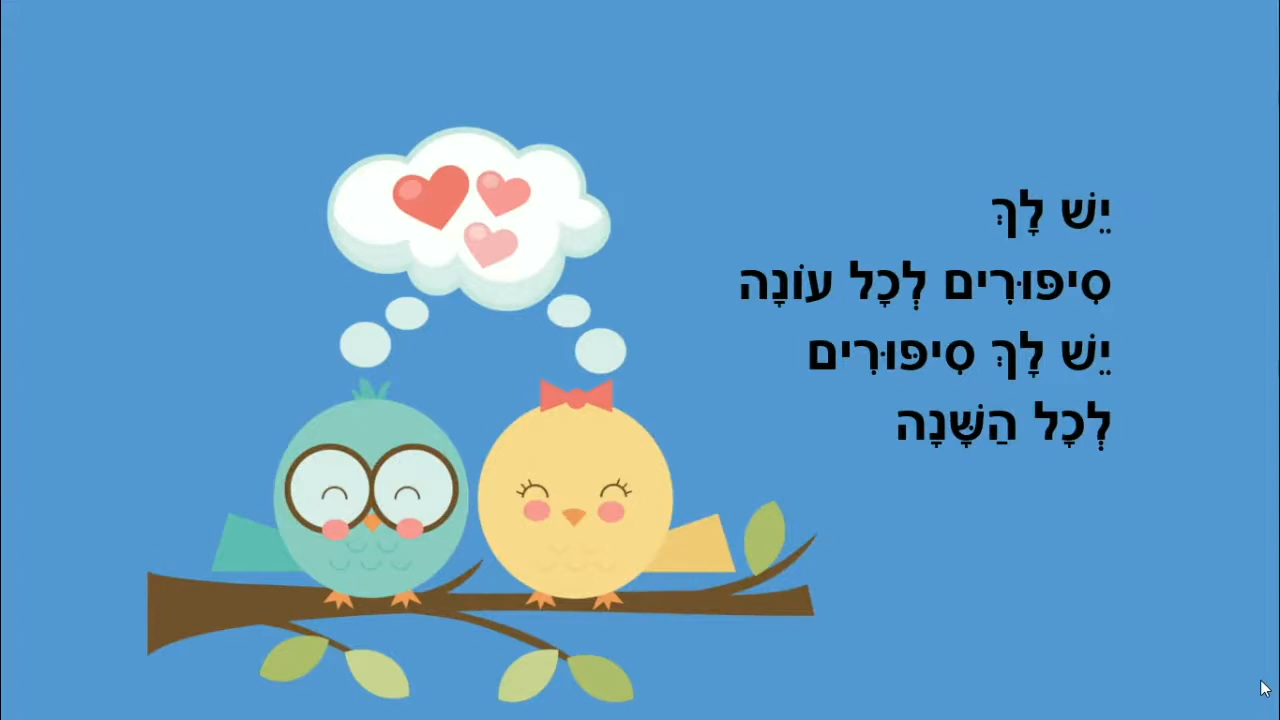 יֵשׁ לָךְ
סִיפּוּרִים לְכָל עוֹנָה
יֵשׁ לָךְ סִיפּוּרִים
לְכָל הַשָּׁנָה